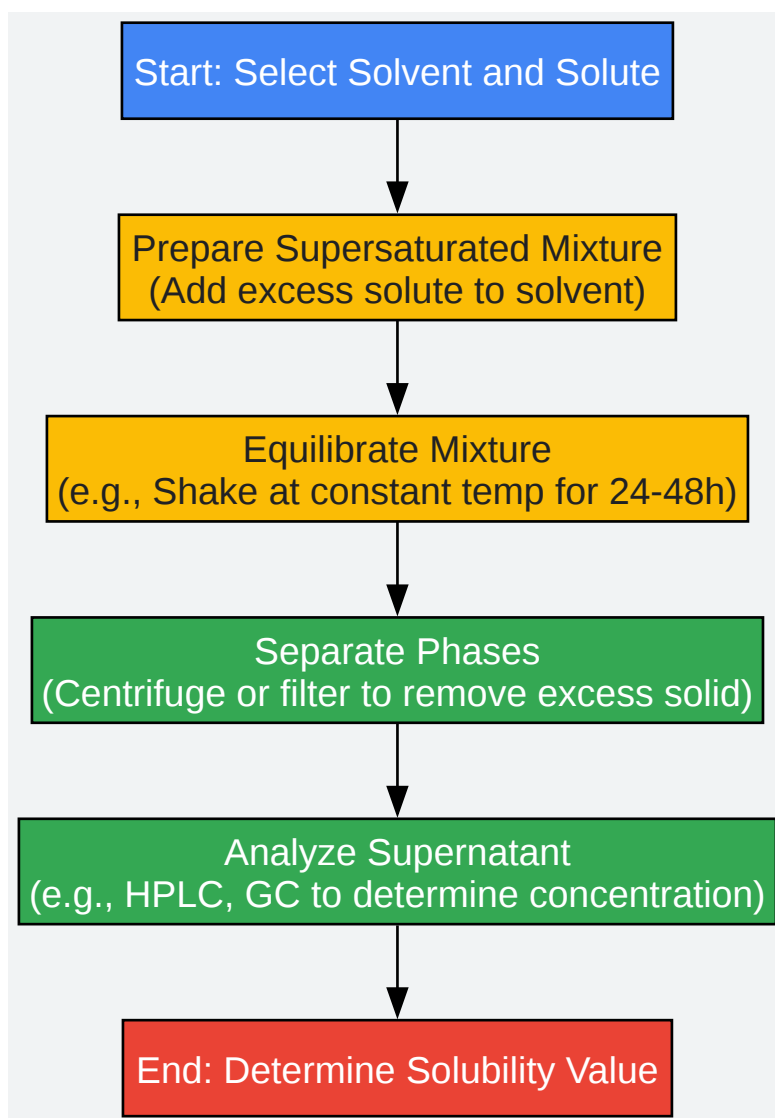 Start: Select Solvent and Solute
Prepare Supersaturated Mixture
(Add excess solute to solvent)
Equilibrate Mixture
(e.g., Shake at constant temp for 24-48h)
Separate Phases
(Centrifuge or filter to remove excess solid)
Analyze Supernatant
(e.g., HPLC, GC to determine concentration)
End: Determine Solubility Value